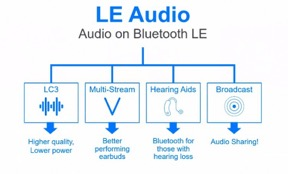 LE Audio
Audio on Bluetooth LE
LC3
Multi-Stream
Hearing Aids
Broadcast
Higher quality,
Lower power
Better
performing
earbuds
Bluetooth for
those with
hearing loss
Audio Sharing!